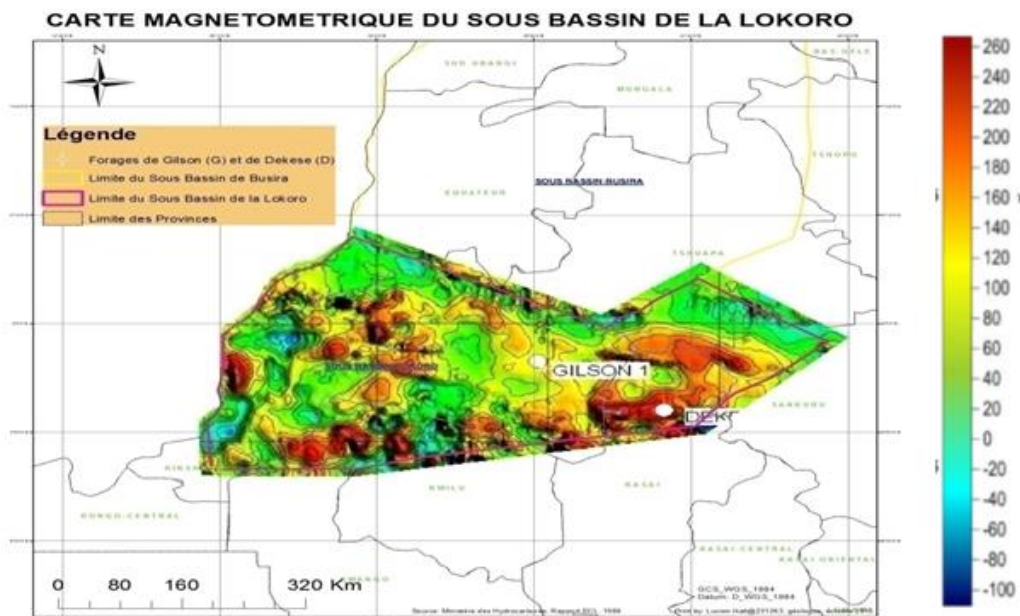 CARTE MAGNETOMETRIQUE DU SOUS BASSIN DE LA LOKORO
N
SUD UBANGI
BAS UELE
MONGALA
Légende
Forages de Gilson (G) et de Dekese (D)
Limite du Sous Bassin de Busira
Limite du Sous Bassin de la Lokoro
Limite des Provinces
TSHOPO
EQUATEUR
SOUS BASSIN BUSIRA
TSHUAPA
GILSON 1
SANKURU
KWILU
KASAI
KONGO-CENTRAL
KASAI-CENTRAL
KASAI ORIENTAL
0 80 160 320 Km
GCS_WGS_1984
Datum: D_WGS_1984
260
240
220
200
180
160
140
120
100
80
60
40
20
0
-20
-40
-60
-80
-100